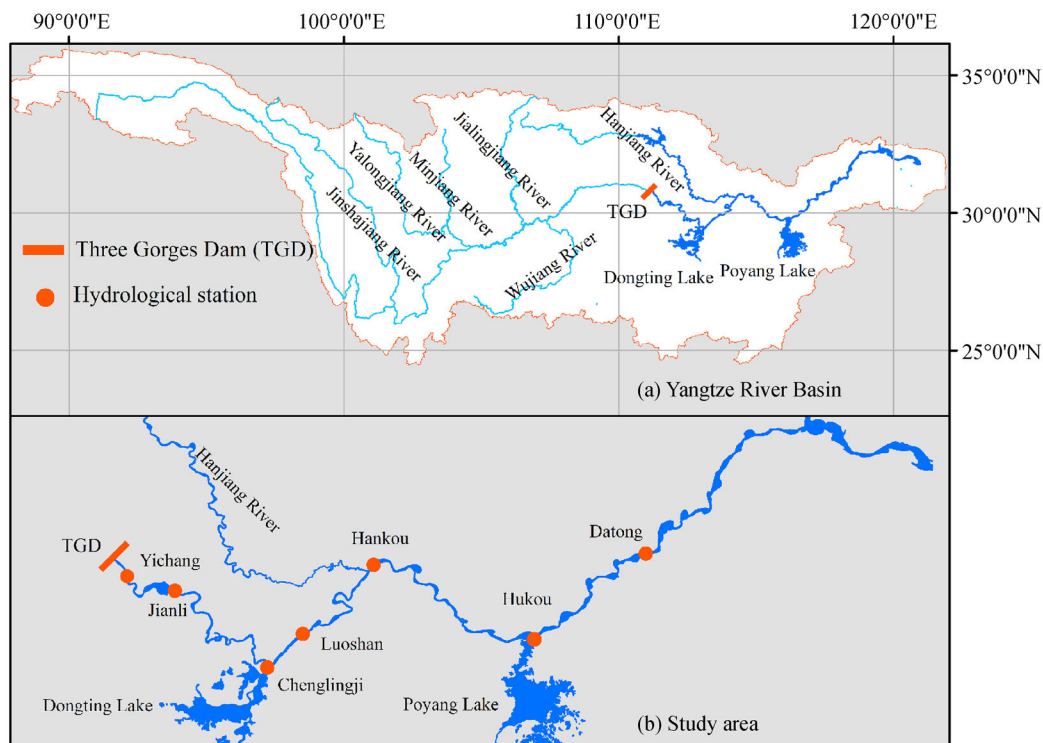 90°0'0"E
100°0'0"E
110°0'0"E
120°0'0"E
35°0'0"N
30°0'0"N
25°0'0"N
Jinshajiang River
Yalongjiang River
Minjiang River
Jialingjiang River
Wujiang River
Hanjiang River
TGD
Dongting Lake
Poyang Lake
Three Gorges Dam (TGD)
Hydrological station
(a) Yangtze River Basin
Hanjiang River
TGD
Yichang
Jianli
Hankou
Luoshan
Chenglingji
Dongting Lake
Datong
Hukou
Poyang Lake
(b) Study area